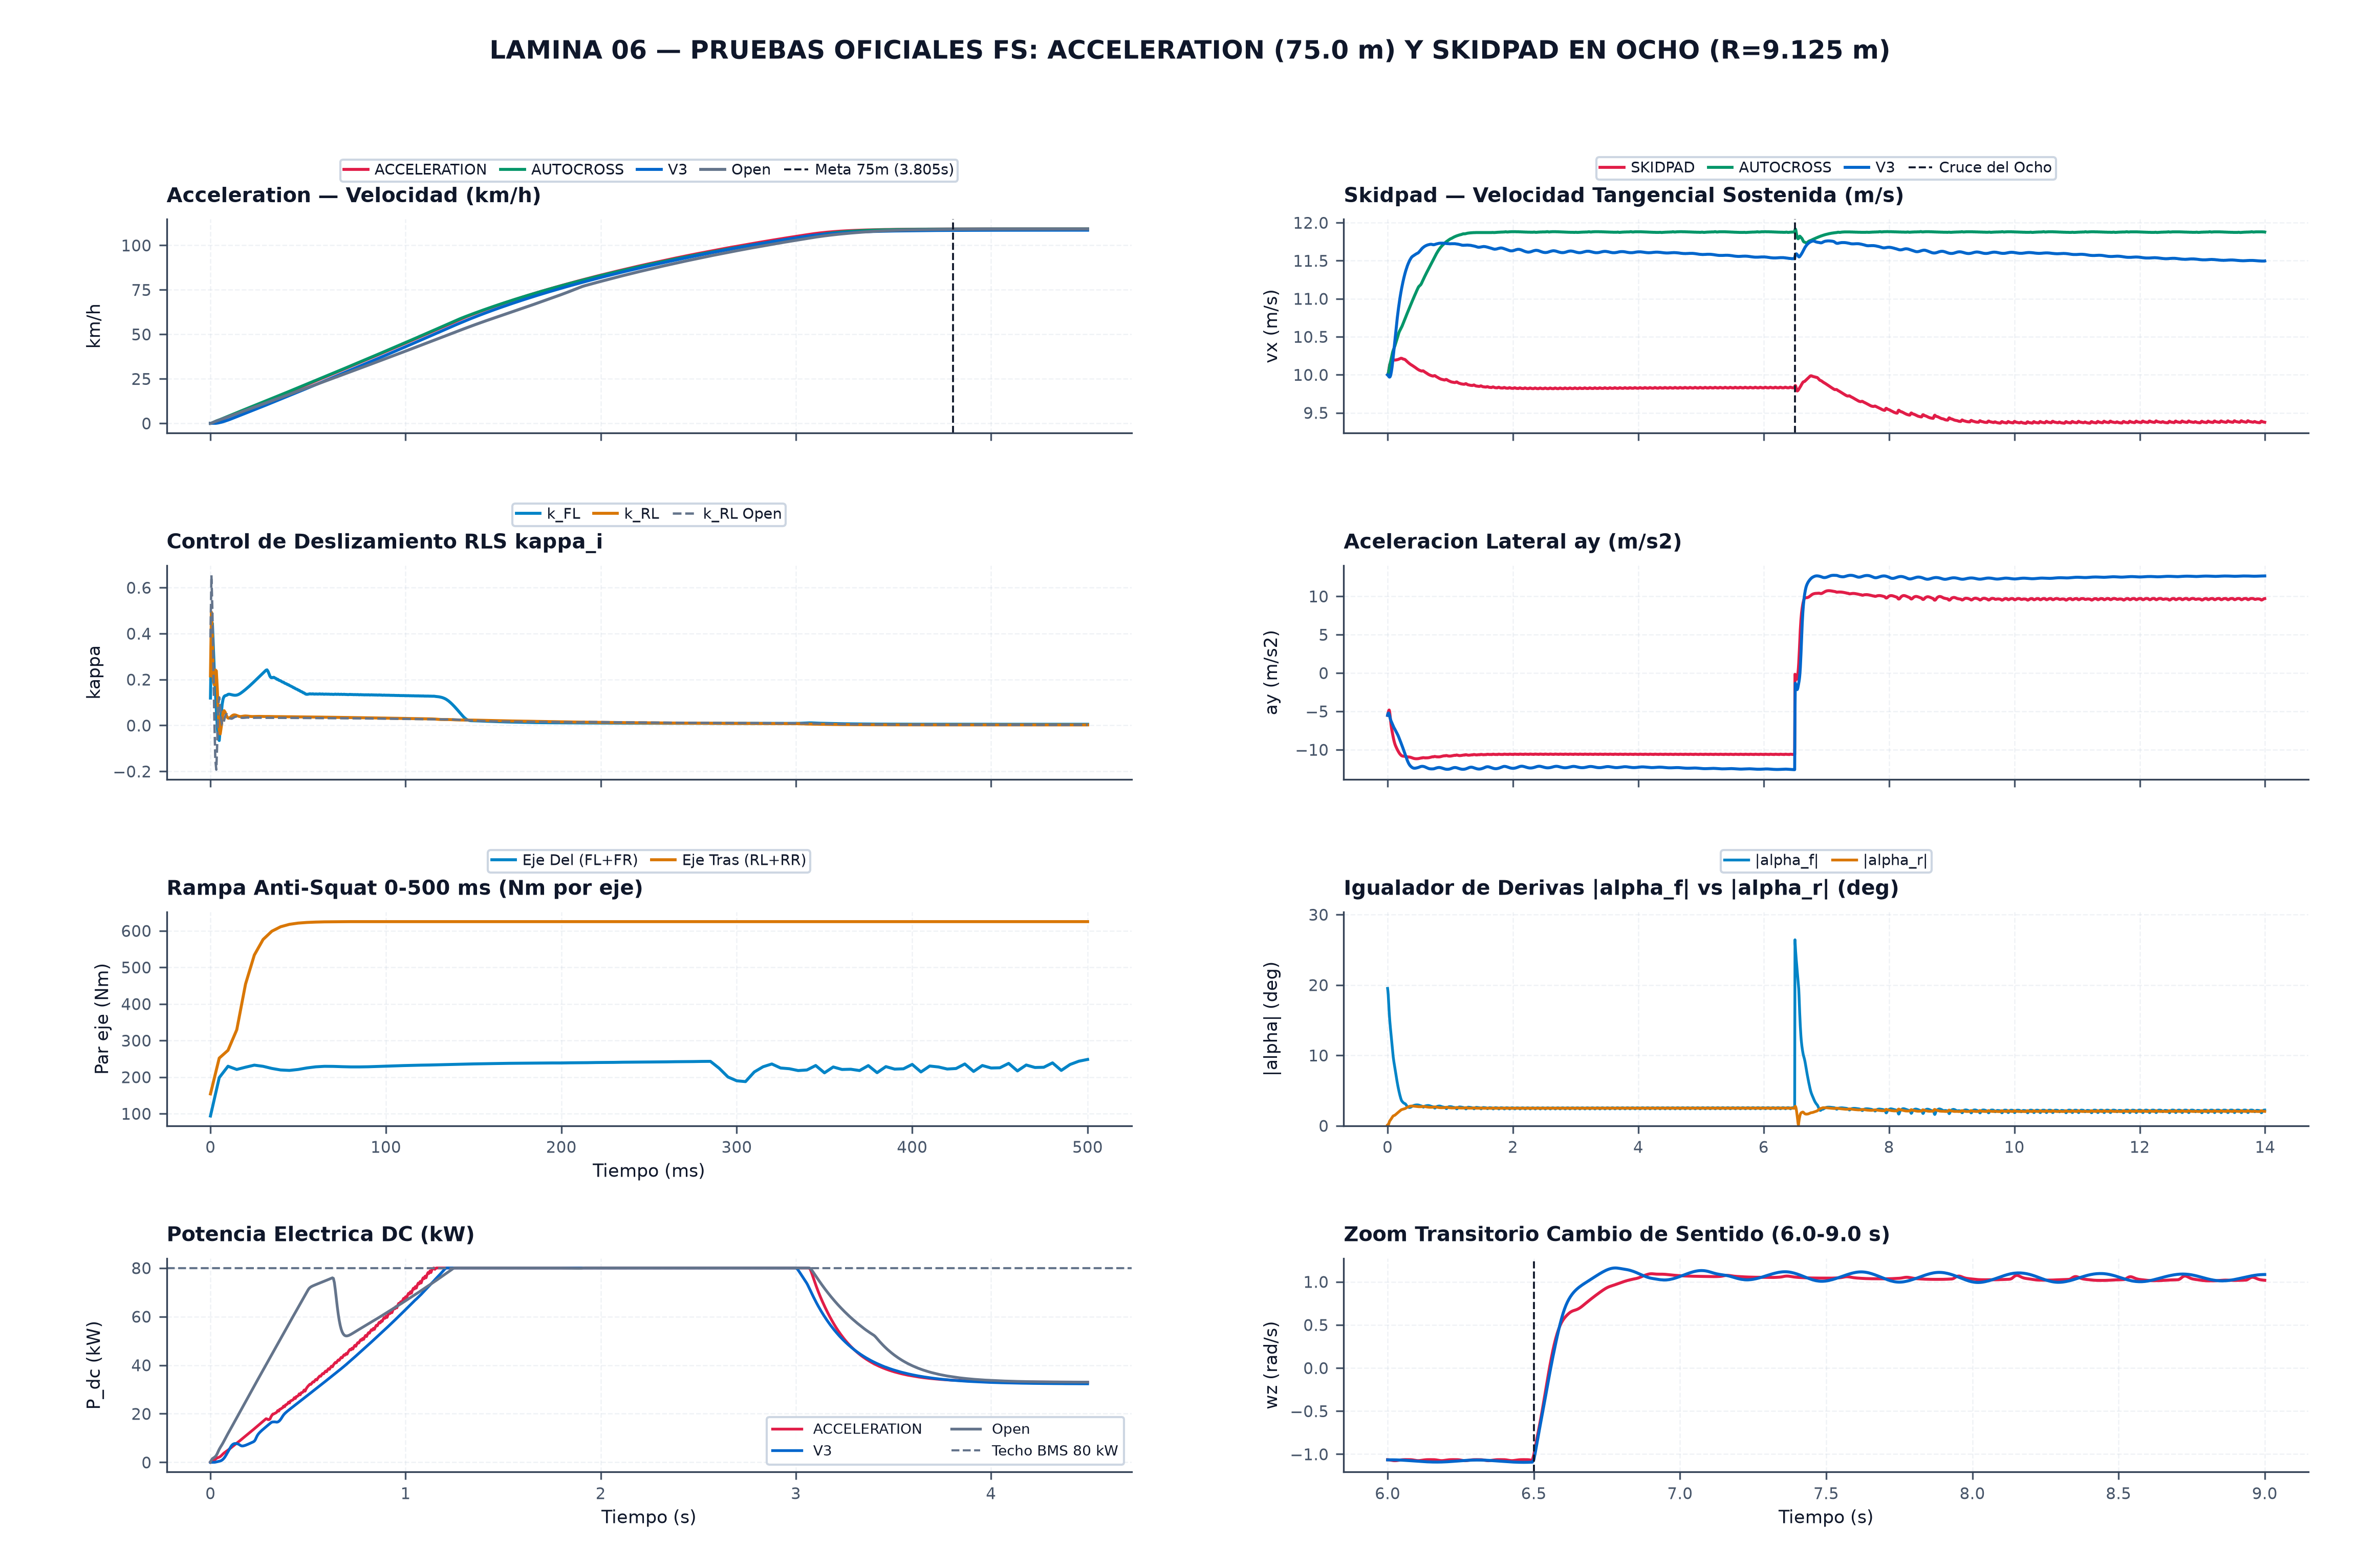 LAMINA 06 — PRUEBAS OFICIALES FS: ACCELERATION (75.0 m) Y SKIDPAD EN OCHO (R=9.125 m)
ACCELERATION AUTOCROSS V3 Open Meta 75m (3.805s)
Acceleration — Velocidad (km/h)
100
75
50
25
0
km/h
SKIDPAD AUTOCROSS V3 Cruce del Ocho
Skidpad — Velocidad Tangencial Sostenida (m/s)
12.0
11.5
11.0
10.5
10.0
9.5
vx (m/s)
k_FL k_RL k_RL Open
Control de Deslizamiento RLS kappa_i
0.6
0.4
0.2
0.0
−0.2
kappa
Aceleracion Lateral ay (m/s2)
10
5
0
−5
−10
ay (m/s2)
Eje Del (FL+FR) Eje Tras (RL+RR)
Rampa Anti-Squat 0-500 ms (Nm por eje)
600
500
400
300
200
100
Par eje (Nm)
0 100 200 300 400 500
Tiempo (ms)
|alpha_f| |alpha_r|
Igualador de Derivas |alpha_f| vs |alpha_r| (deg)
30
20
10
0
|alpha| (deg)
0 2 4 6 8 10 12 14
Potencia Electrica DC (kW)
80
60
40
20
0
P_dc (kW)
ACCELERATION Open
V3 Techo BMS 80 kW
0 1 2 3 4
Tiempo (s)
Zoom Transitorio Cambio de Sentido (6.0-9.0 s)
1.0
0.5
0.0
−0.5
−1.0
wz (rad/s)
6.0 6.5 7.0 7.5 8.0 8.5 9.0
Tiempo (s)